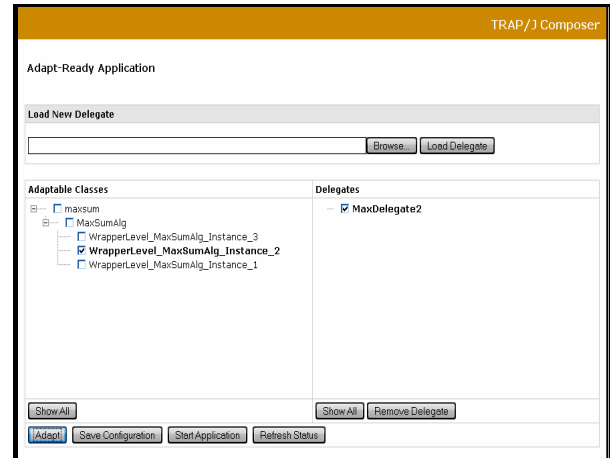 TRAP/J Composer
Adapt-Ready Application
Load New Delegate
Browse... Load Delegate
Adaptable Classes
maxsum
MaxSumAlg
WrapperLevel_MaxSumAlg_Instance_3
WrapperLevel_MaxSumAlg_Instance_2
WrapperLevel_MaxSumAlg_Instance_1
Show All
Delegates
MaxDelegate2
Show All Remove Delegate
Adapt Save Configuration Start Application Refresh Status